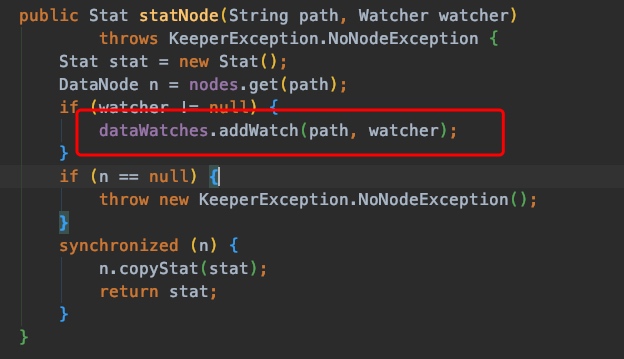 public Stat statNode(String path, Watcher watcher)
        throws KeeperException.NoNodeException {
    Stat stat = new Stat();
    DataNode n = nodes.get(path);
    if (watcher != null) {
        dataWatches.addWatch(path, watcher);
    }
    if (n == null) {
        throw new KeeperException.NoNodeException();
    }
    synchronized (n) {
        n.copyStat(stat);
        return stat;
    }
}